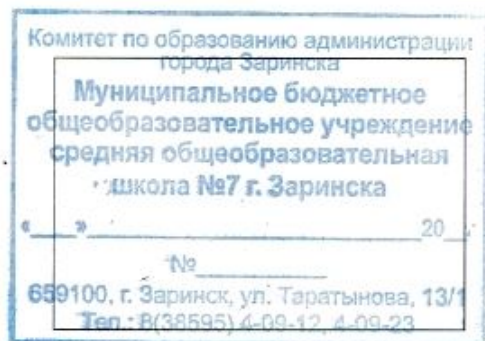 Комитет по образованию администрации
города Заринска
Муниципальное бюджетное
общеобразовательное учреждение
средняя общеобразовательная
школа №7 г. Заринска
«___»______________________20__
№__________
659100, г. Заринск, ул. Таратынова, 13/1
Тел.: 8(38595) 4-09-12, 4-09-23